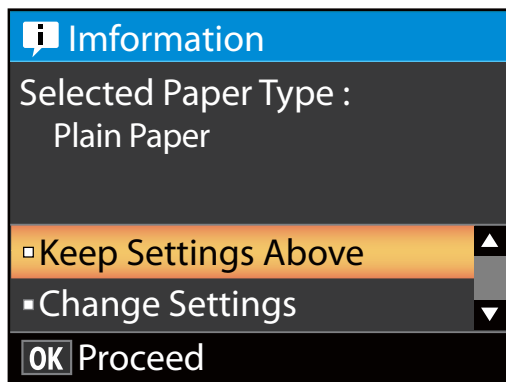 Imformation
Selected Paper Type :
Plain Paper
Keep Settings Above
Change Settings
OK Proceed